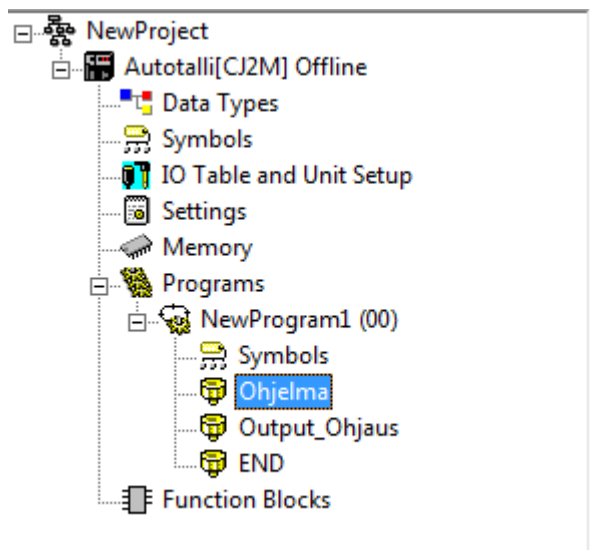 NewProject
Autotalli[CJ2M] Offline
Data Types
Symbols
IO Table and Unit Setup
Settings
Memory
Programs
NewProgram1 (00)
Symbols
Ohjelma
Output_Ohjaus
END
Function Blocks